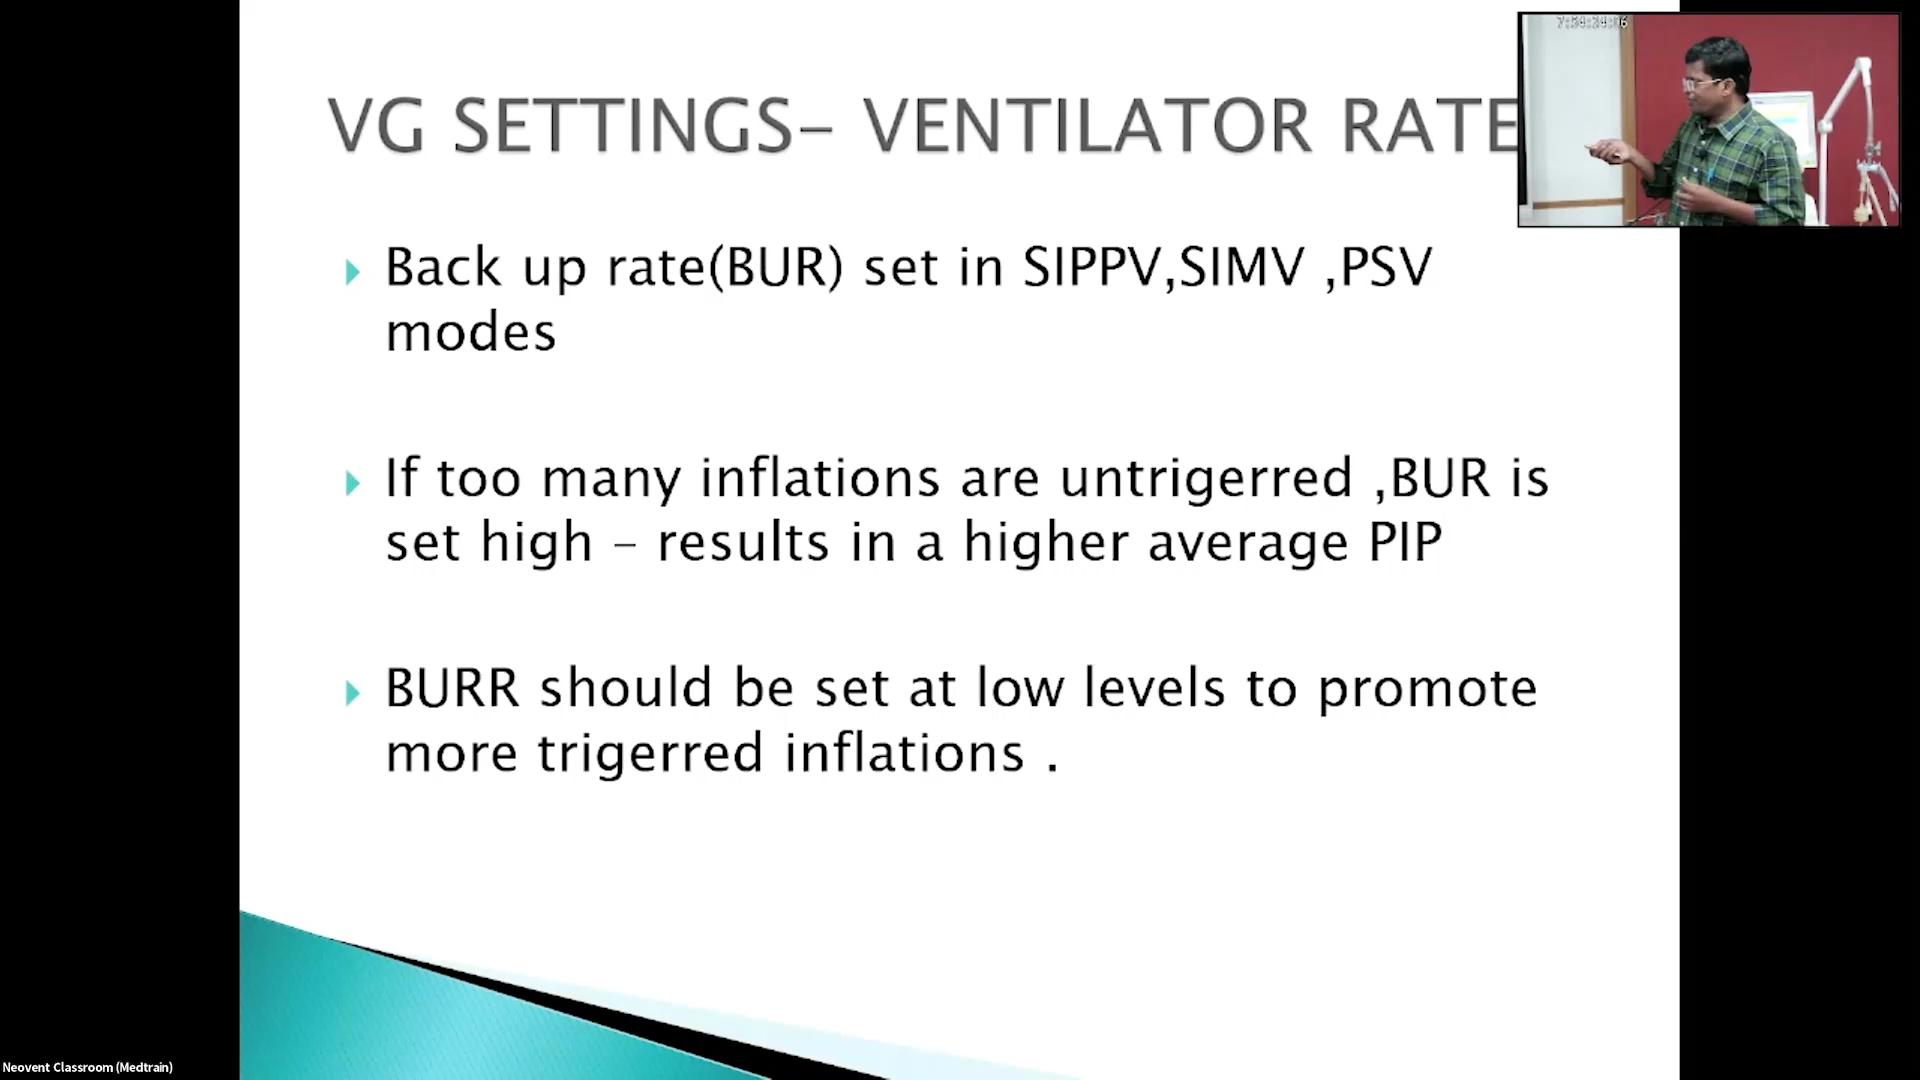 VG SETTINGS- VENTILATOR RATE
Back up rate(BUR) set in SIPPV,SIMV ,PSV
modes
If too many inflations are untrigerred ,BUR is
set high - results in a higher average PIP
BURR should be set at low levels to promote
more trigerred inflations .
Neovent Classroom (Medtrain)